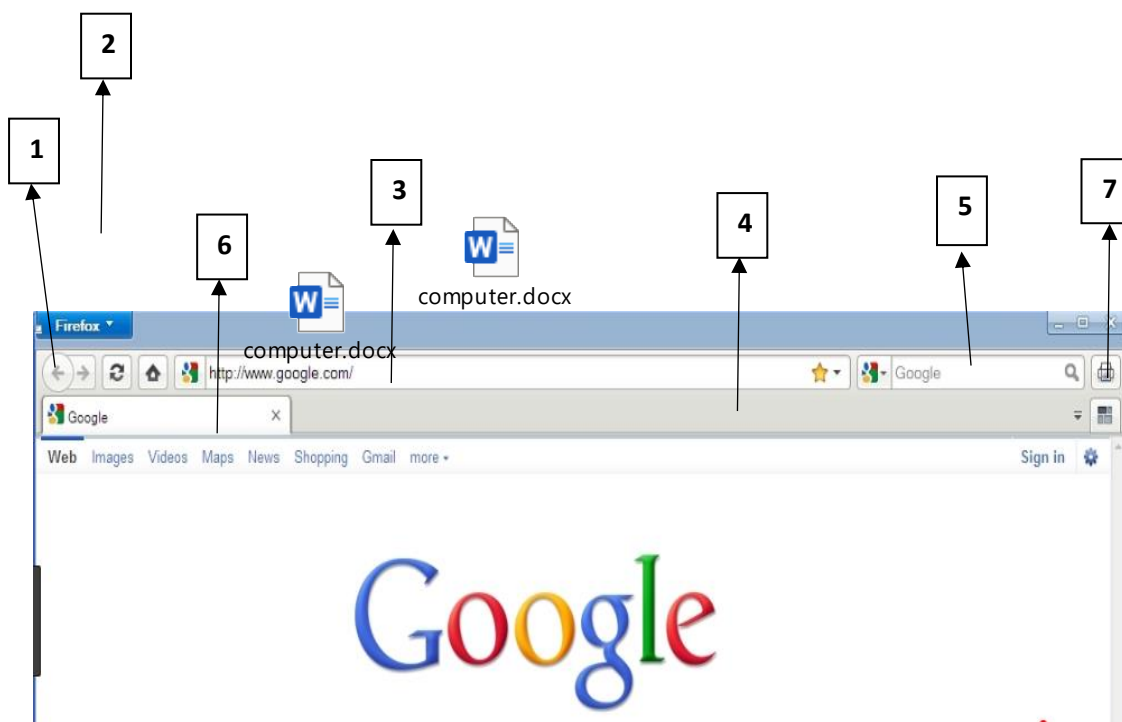 2
1
3
7
5
4
6
computer.docx
Firefox
computer.docx
http://www.google.com/
Google
Google
Web Images Videos Maps News Shopping Gmail more
Sign in
Google